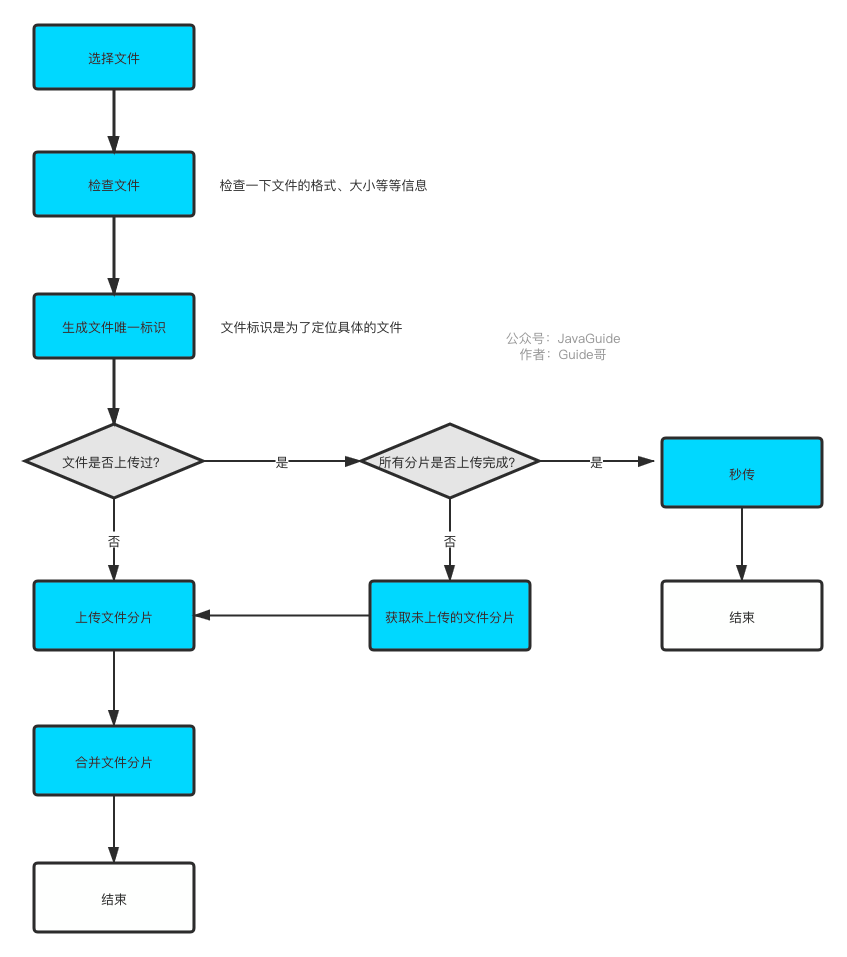 选择文件
检查文件
检查一下文件的格式、大小等等信息
生成文件唯一标识
文件标识是为了定位具体的文件
公众号：JavaGuide
作者：Guide哥
文件是否上传过?
是
所有分片是否上传完成?
是
秒传
否
否
上传文件分片
获取未上传的文件分片
结束
合并文件分片
结束